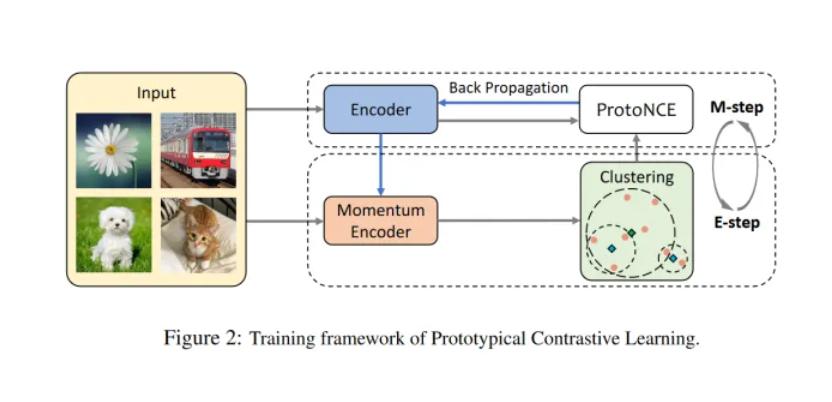 Input
Encoder
Back Propagation
ProtoNCE
M-step
Momentum
Encoder
Clustering
E-step
Figure 2: Training framework of Prototypical Contrastive Learning.